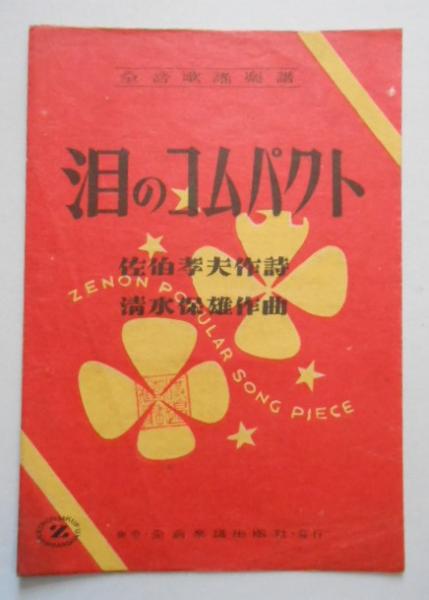 全音歌謡楽譜
泪のコムパクト
佐伯孝夫作詩
清水保雄作曲
ZENON POPULAR SONG PIECE
東京・全音楽譜出版社・発行